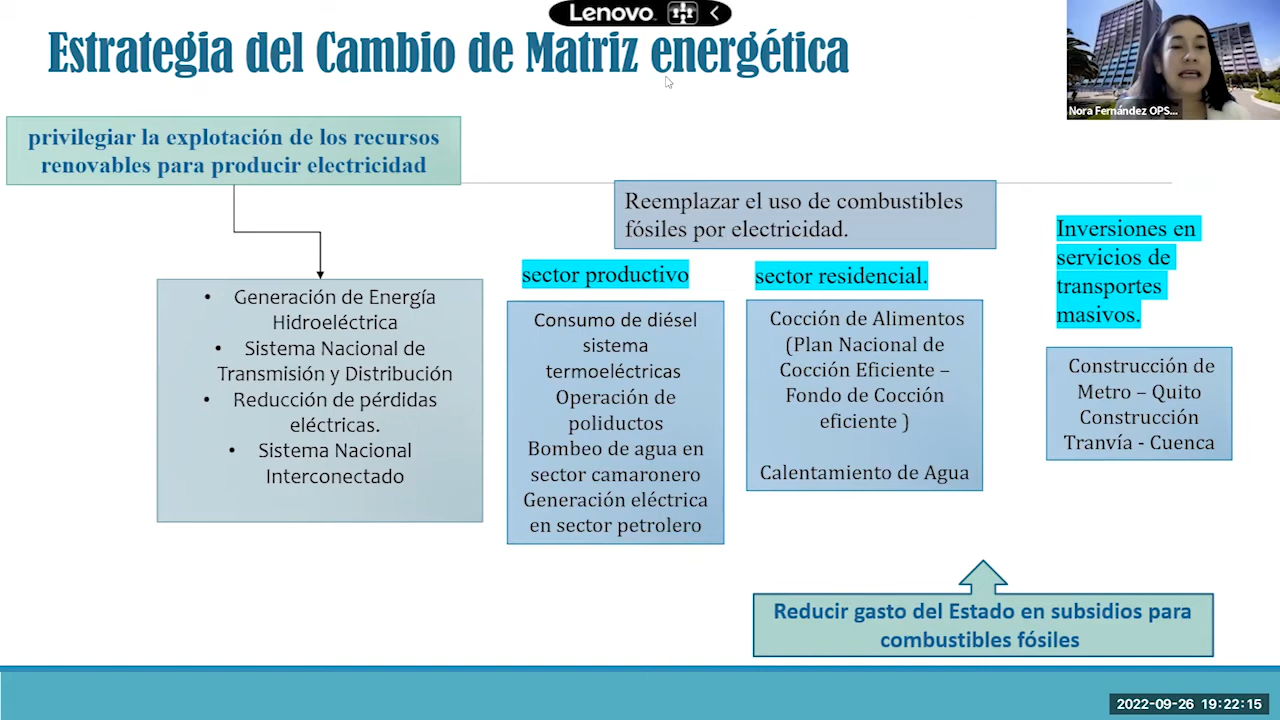 Lenovo
Estrategia del Cambio de Matriz energética
Nora Fernández OPS...
privilegiar la explotación de los recursos
renovables para producir electricidad
• Generación de Energía
Hidroeléctrica
• Sistema Nacional de
Transmisión y Distribución
• Reducción de pérdidas
eléctricas.
• Sistema Nacional
Interconectado
Reemplazar el uso de combustibles
fósiles por electricidad.
sector productivo
Consumo de diésel
sistema
termoeléctricas
Operación de
poliductos
Bombeo de agua en
sector camaronero
Generación eléctrica
en sector petrolero
sector residencial.
Cocción de Alimentos
(Plan Nacional de
Cocción Eficiente –
Fondo de Cocción
eficiente )
Calentamiento de Agua
Inversiones en
servicios de
transportes
masivos.
Construcción de
Metro – Quito
Construcción
Tranvía - Cuenca
Reducir gasto del Estado en subsidios para
combustibles fósiles
2022-09-26 19:22:15